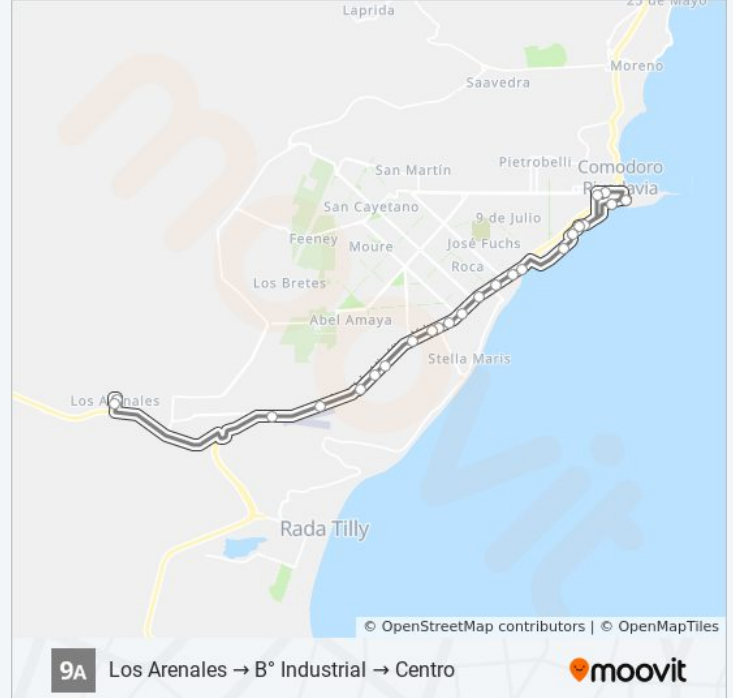 25 de Mayo
Laprida
Moreno
Saavedra
Pietrobelli
Comodoro
Rivadavia
San Martín
San Cayetano
9 de Julio
Feeney
Moure
José Fuchs
Roca
Los Bretes
Abel Amaya
Stella Maris
Los Arenales
Rada Tilly
© OpenStreetMap contributors | © OpenMapTiles
9A Los Arenales → B° Industrial → Centro
moovit
moovit